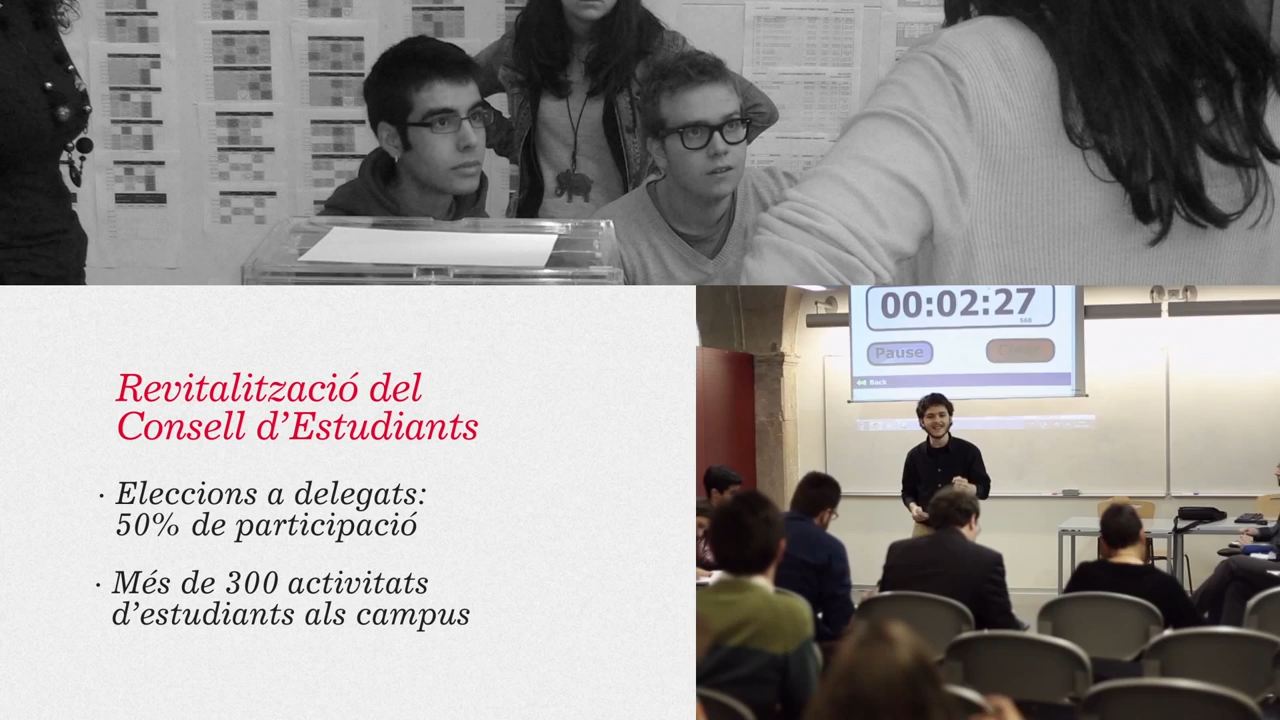 00:02:27
Pause
Back
Revitalització del
Consell d’Estudiants
· Eleccions a delegats:
50% de participació
· Més de 300 activitats
d’estudiants als campus